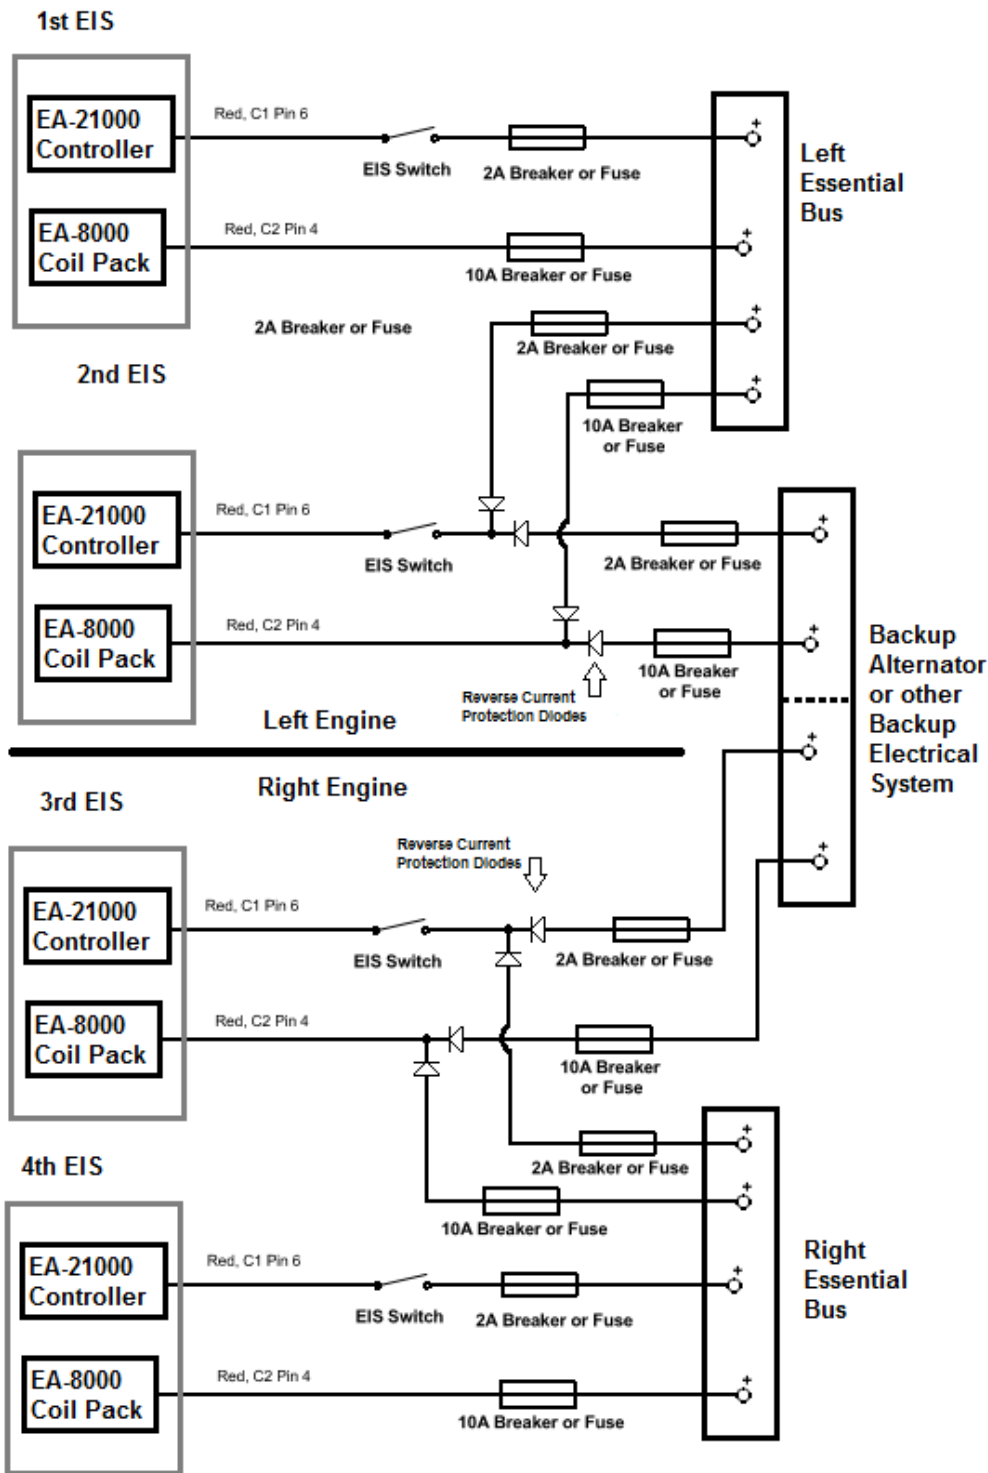 1st EIS
EA-21000
Controller
Red, C1 Pin 6
EIS Switch
2A Breaker or Fuse
Left
Essential
Bus
EA-8000
Coil Pack
Red, C2 Pin 4
10A Breaker or Fuse
2A Breaker or Fuse
2A Breaker or Fuse
10A Breaker
or Fuse
2nd EIS
EA-21000
Controller
Red, C1 Pin 6
EIS Switch
2A Breaker or Fuse
EA-8000
Coil Pack
Red, C2 Pin 4
10A Breaker
or Fuse
Reverse Current
Protection Diodes
Backup
Alternator
or other
Backup
Electrical
System
Left Engine
Right Engine
3rd EIS
Reverse Current
Protection Diodes
EA-21000
Controller
Red, C1 Pin 6
EIS Switch
2A Breaker or Fuse
EA-8000
Coil Pack
Red, C2 Pin 4
10A Breaker
or Fuse
2A Breaker or Fuse
10A Breaker or Fuse
4th EIS
EA-21000
Controller
Red, C1 Pin 6
EIS Switch
2A Breaker or Fuse
Right
Essential
Bus
EA-8000
Coil Pack
Red, C2 Pin 4
10A Breaker or Fuse